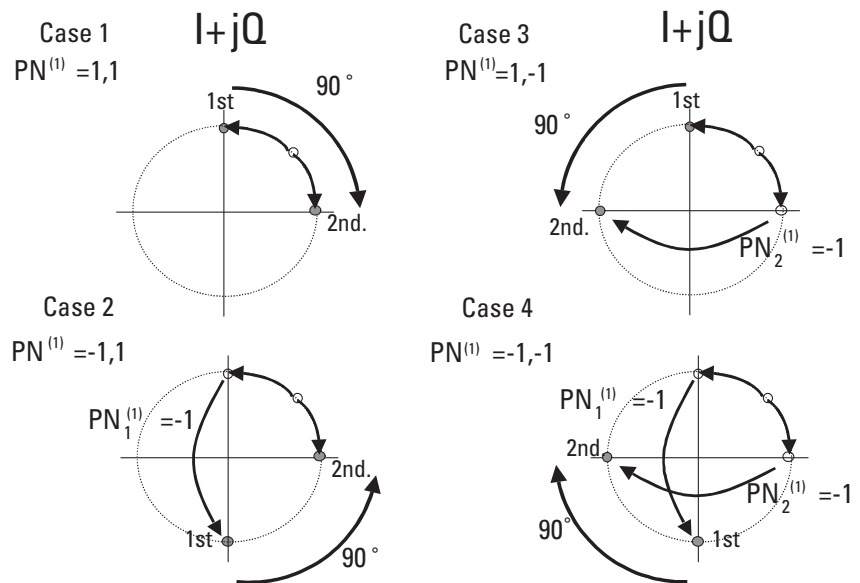 Case 1
I+jQ
PN(1) =1,1
1st
90°
2nd.
Case 3
I+jQ
PN(1)=1,-1
1st
90°
2nd.
PN2(1) =-1
Case 2
PN(1) =-1,1
PN1(1) =-1
2nd.
1st
90°
Case 4
PN(1) =-1,-1
PN1(1) =-1
2nd.
PN2(1) =-1
90°
1st